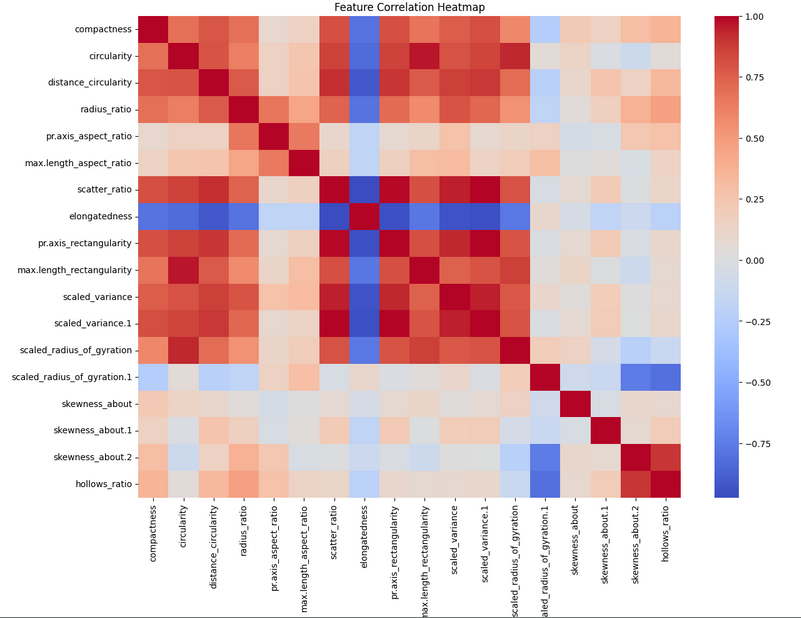 Feature Correlation Heatmap
compactness
circularity
distance_circularity
radius_ratio
pr.axis_aspect_ratio
max.length_aspect_ratio
scatter_ratio
elongatedness
pr.axis_rectangularity
max.length_rectangularity
scaled_variance
scaled_variance.1
scaled_radius_of_gyration
scaled_radius_of_gyration.1
skewness_about
skewness_about.1
skewness_about.2
hollows_ratio
1.00
0.75
0.50
0.25
0.00
−0.25
−0.50
−0.75
compactness
circularity
distance_circularity
radius_ratio
pr.axis_aspect_ratio
max.length_aspect_ratio
scatter_ratio
elongatedness
pr.axis_rectangularity
max.length_rectangularity
scaled_variance
scaled_variance.1
scaled_radius_of_gyration
aled_radius_of_gyration.1
skewness_about
skewness_about.1
skewness_about.2
hollows_ratio